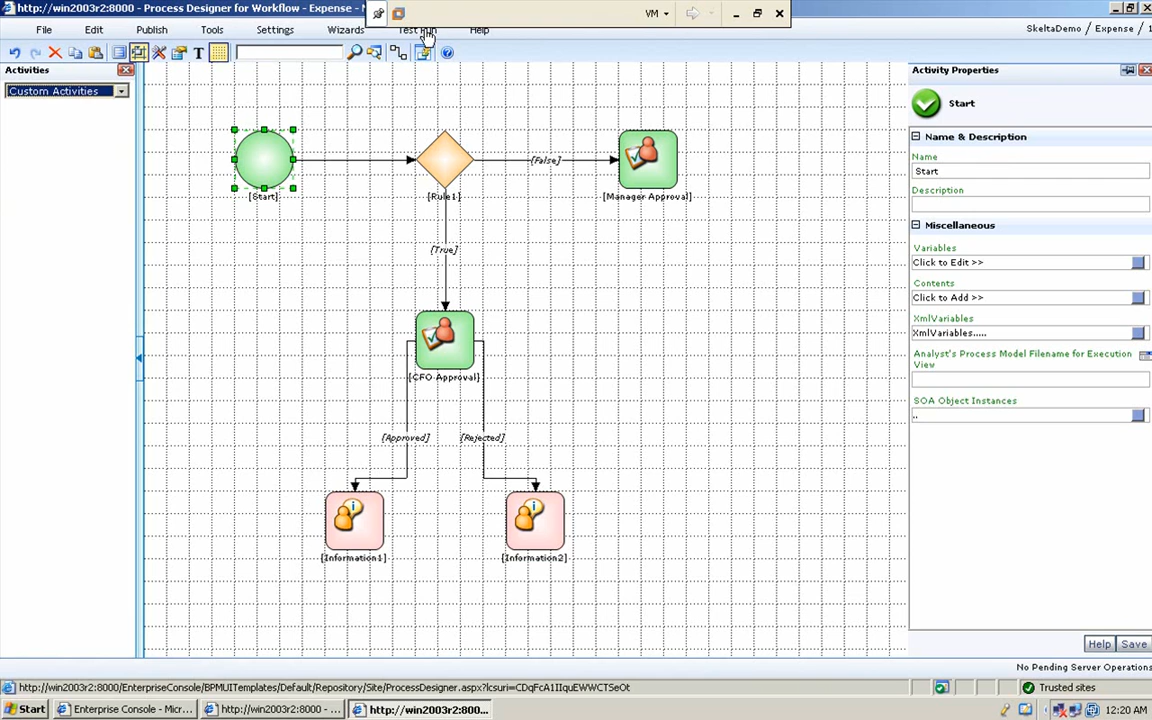 http://win2003r2:8000 - Process Designer for Workflow - Expense -
VM
File Edit Publish Tools Settings Wizards Test Run Help
SkeltaDemo / Expense / 1
Activities
Custom Activities
[Start]
[Rule1]
{False}
[Manager Approval]
{True}
[CFO Approval]
{Approved}
{Rejected}
[Information1]
[Information2]
Activity Properties
Start
Name & Description
Name
Start
Description
Miscellaneous
Variables
Click to Edit >>
Contents
Click to Add >>
XmlVariables
XmlVariables.....
Analyst's Process Model Filename for Execution
View
SOA Object Instances
..
Help Save
No Pending Server Operations
http://win2003r2:8000/EnterpriseConsole/BPMUITemplates/Default/Repository/Site/ProcessDesigner.aspx?lcsuri=CDqFcA1IIquEWWCTSeOt
Trusted sites
Start
Enterprise Console - Micr...
http://win2003r2:8000 - ...
http://win2003r2:800...
12:20 AM